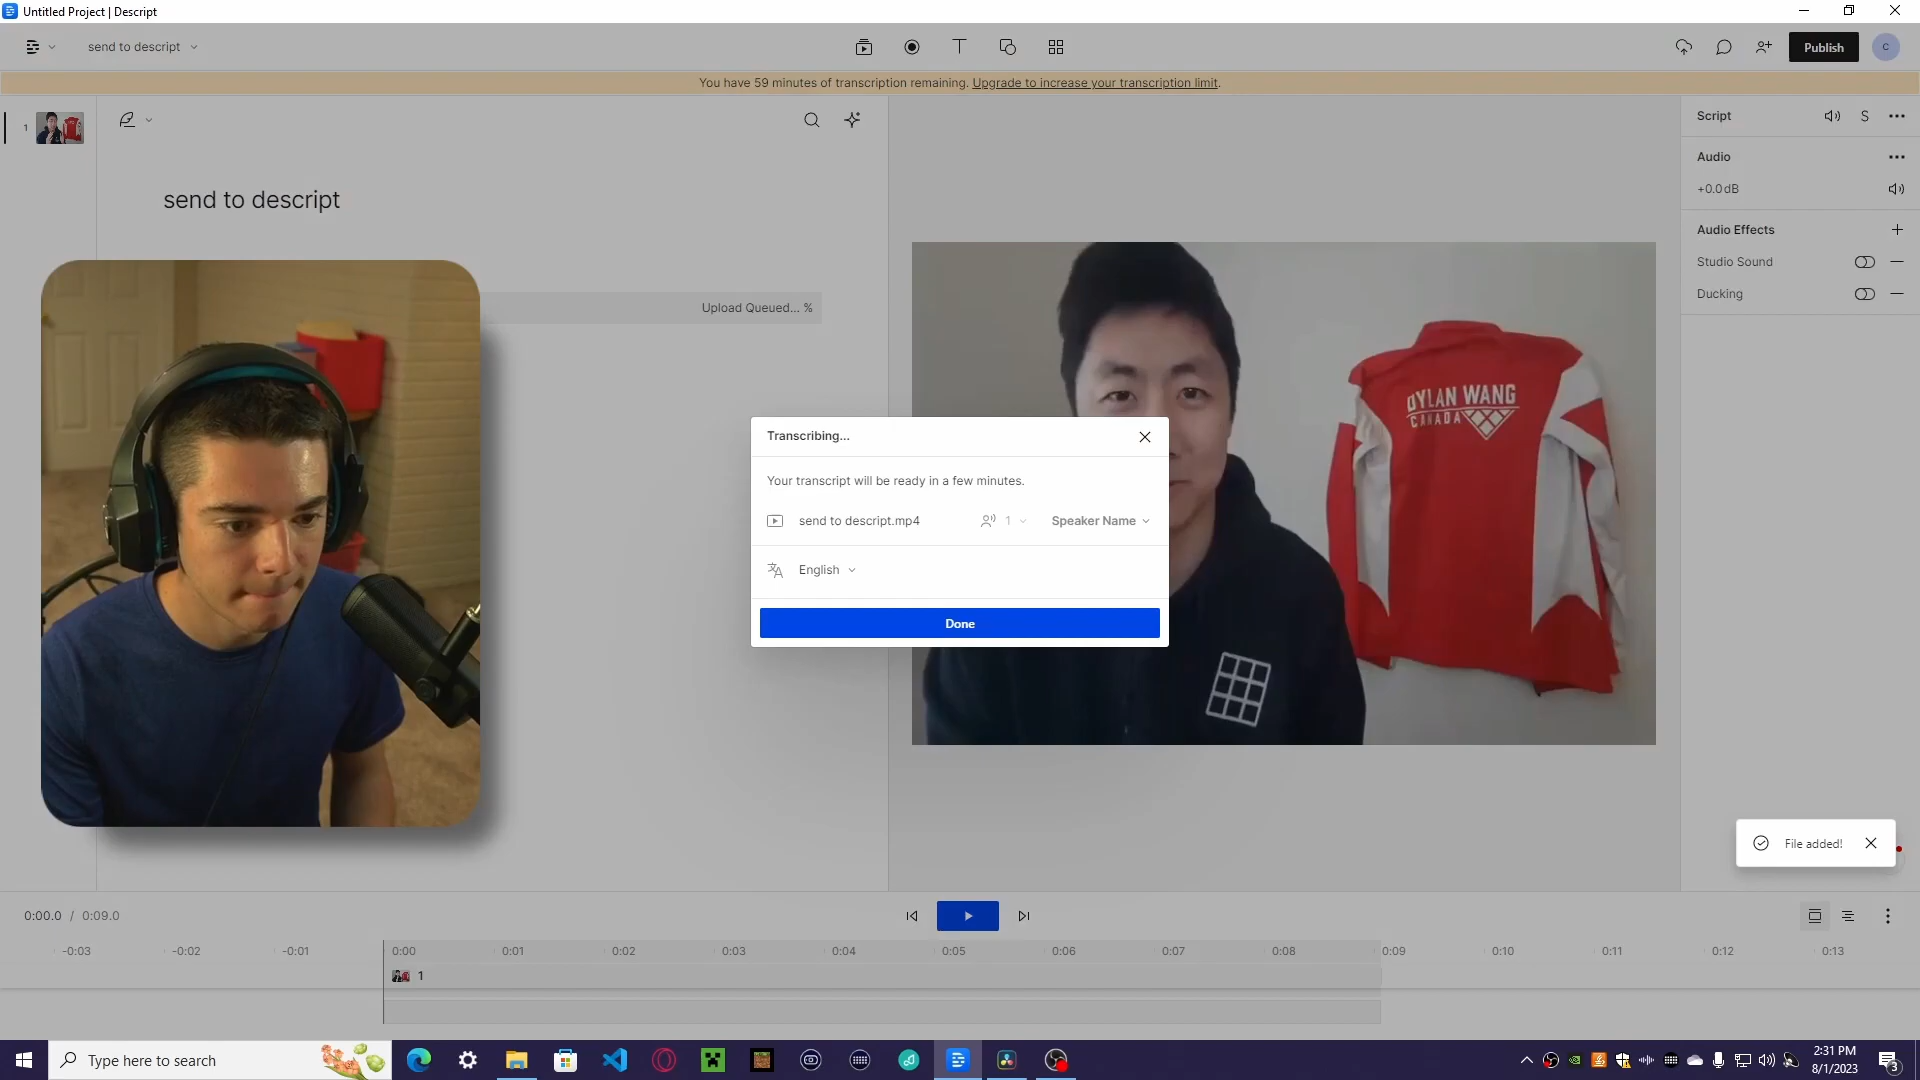 Untitled Project | Descript
send to descript
Publish
C
You have 59 minutes of transcription remaining. Upgrade to increase your transcription limit.
1
send to descript
Upload Queued... %
DYLAN WANG
CANADA
Script
S
Audio
+0.0dB
Audio Effects
Studio Sound
Ducking
Transcribing...
Your transcript will be ready in a few minutes.
send to descript.mp4
1
Speaker Name
English
Done
File added!
0:00.0 / 0:09.0
-0:03 -0:02 -0:01 0:00 0:01 0:02 0:03 0:04 0:05 0:06 0:07 0:08 0:09 0:10 0:11 0:12 0:13
1
Type here to search
2:31 PM
8/1/2023
3